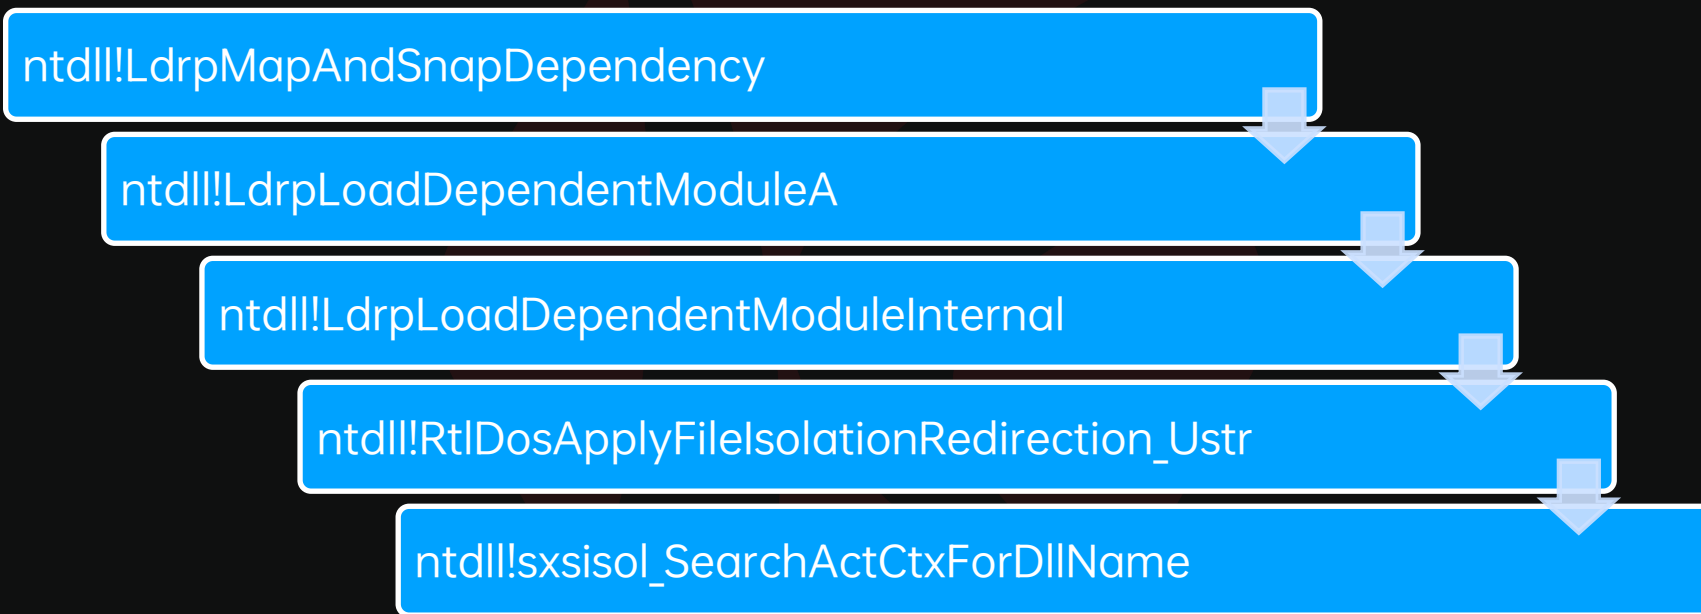 ntdll!LdrpMapAndSnapDependency
ntdll!LdrpLoadDependentModuleA
ntdll!LdrpLoadDependentModuleInternal
ntdll!RtlDosApplyFileIsolationRedirection_Ustr
ntdll!sxsisol_SearchActCtxForDllName